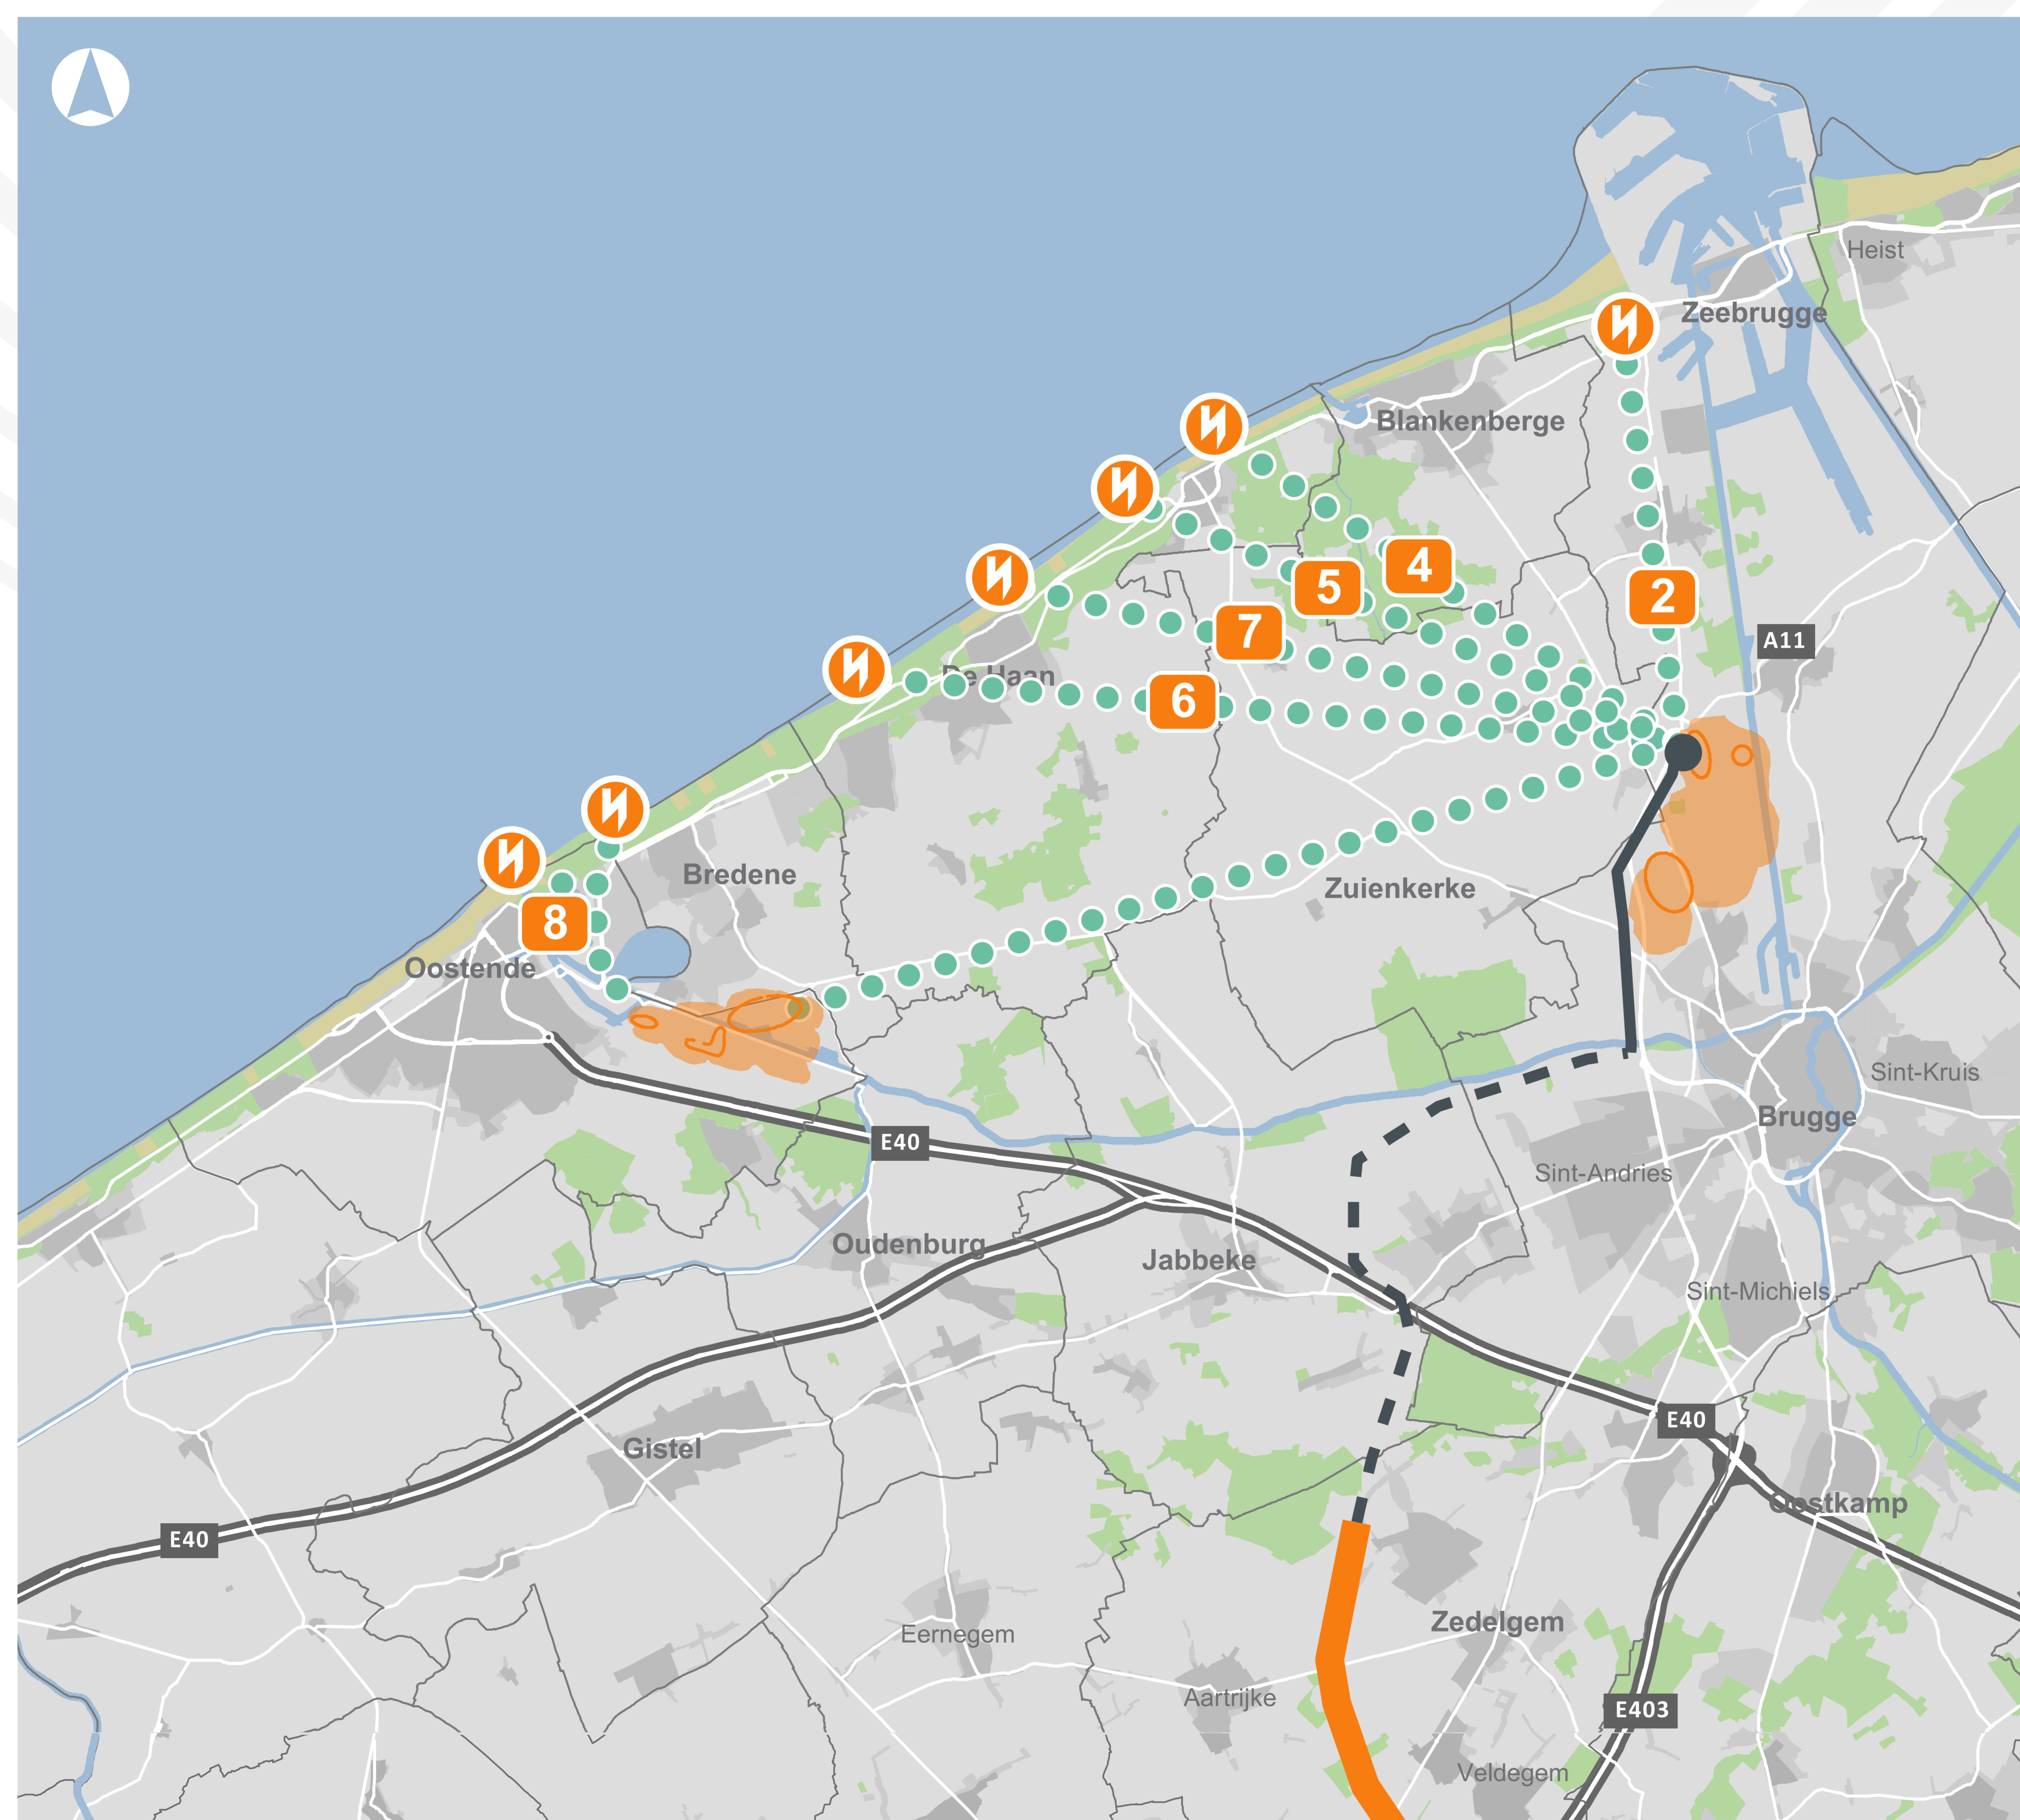 Heist
Zeebrugge
Blankenberge
4
5
2
7
A11
De Haan
6
Bredene
Zuienkerke
8
Oostende
Sint-Kruis
Brugge
E40
Sint-Andries
Oudenburg
Jabbeke
Sint-Michiels
E40
Gistel
Oostkamp
E40
Zedelgem
Eernegem
Aartrijke
E403
Veldegem